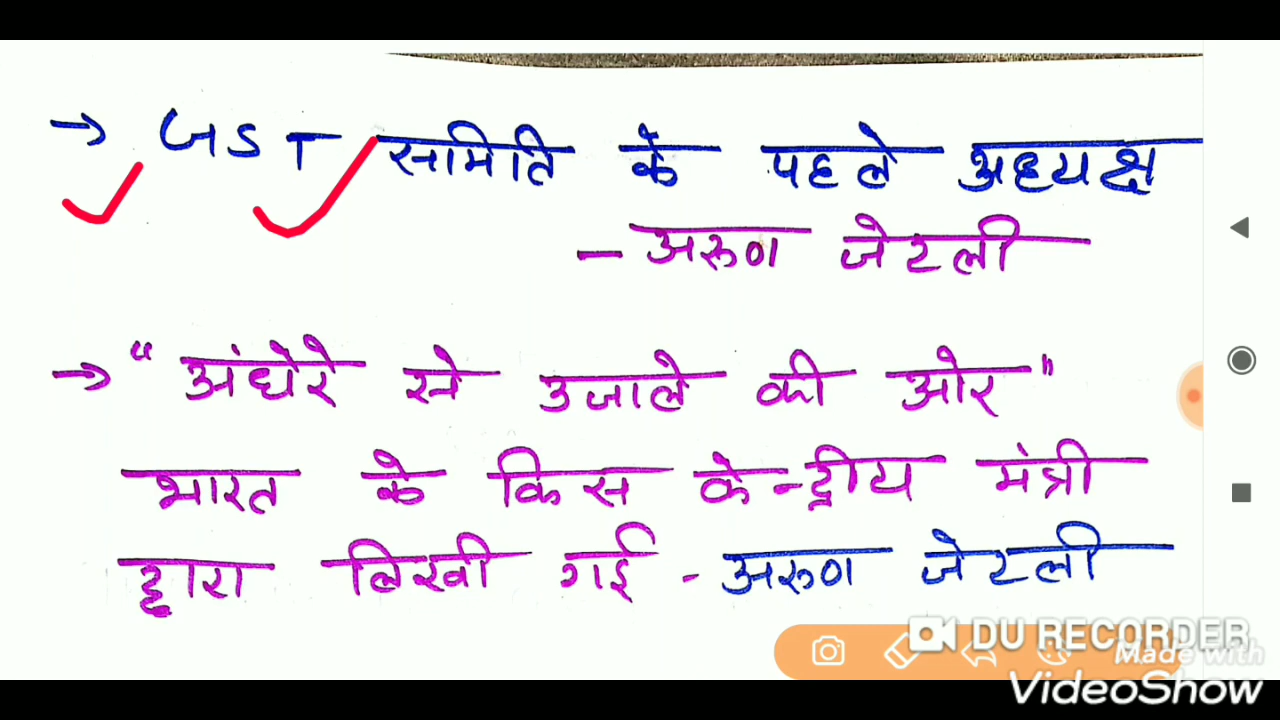 → GST समिति के पहले अध्यक्ष
- अरुण जेटली
→ "अंधेरे से उजाले की ओर"
भारत के किस केन्द्रीय मंत्री
द्वारा लिखी गई - अरुण जेटली
DU RECORDER
Made with
VideoShow